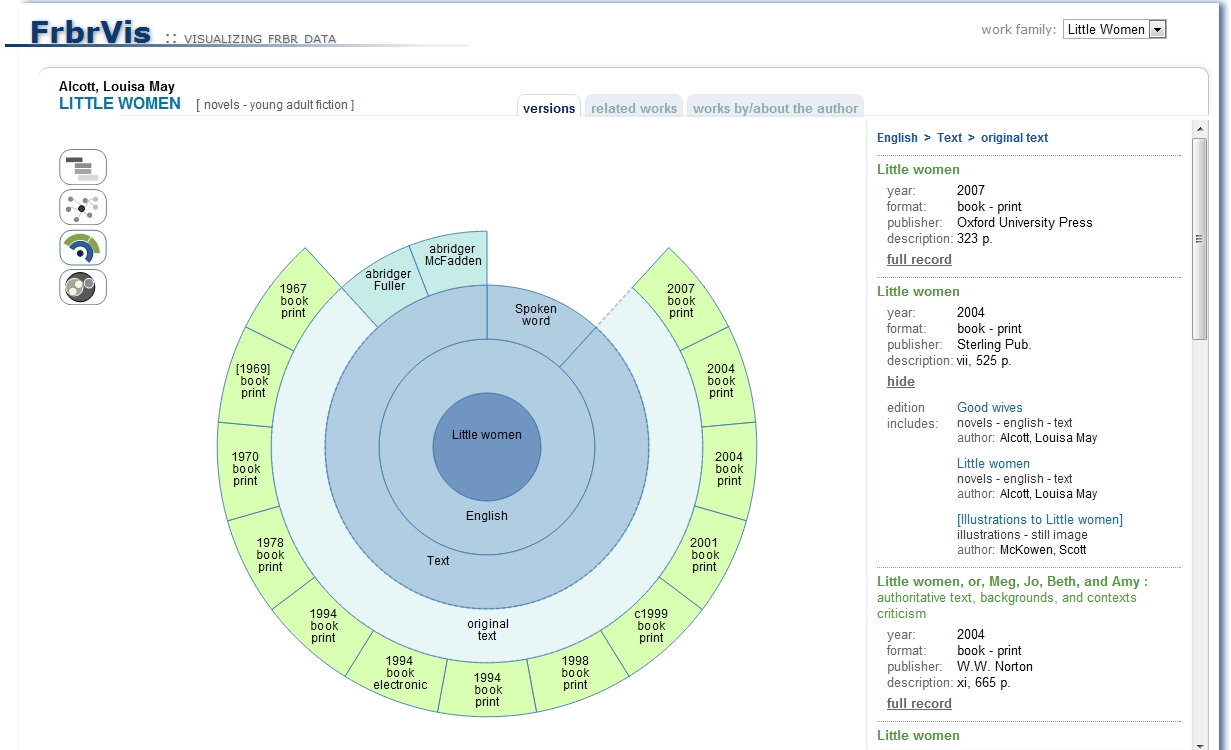 FrbrVis :: VISUALIZING FRBR DATA
work family: Little Women
Alcott, Louisa May
LITTLE WOMEN [ novels - young adult fiction ]
versions related works works by/about the author
abridger
McFadden
abridger
Fuller
Spoken
word
1967
book
print
[1969]
book
print
1970
book
print
1978
book
print
1994
book
print
1994
book
electronic
1994
book
print
1998
book
print
c1999
book
print
2001
book
print
2004
book
print
2004
book
print
2007
book
print
Little women
English
Text
original
text
English > Text > original text
Little women
year: 2007
format: book - print
publisher: Oxford University Press
description: 323 p.
full record
Little women
year: 2004
format: book - print
publisher: Sterling Pub.
description: vii, 525 p.
hide
edition includes: Good wives
novels - english - text
author: Alcott, Louisa May
Little women
novels - english - text
author: Alcott, Louisa May
[Illustrations to Little women]
illustrations - still image
author: McKowen, Scott
Little women, or, Meg, Jo, Beth, and Amy :
authoritative text, backgrounds, and contexts
criticism
year: 2004
format: book - print
publisher: W.W. Norton
description: xi, 665 p.
full record
Little women